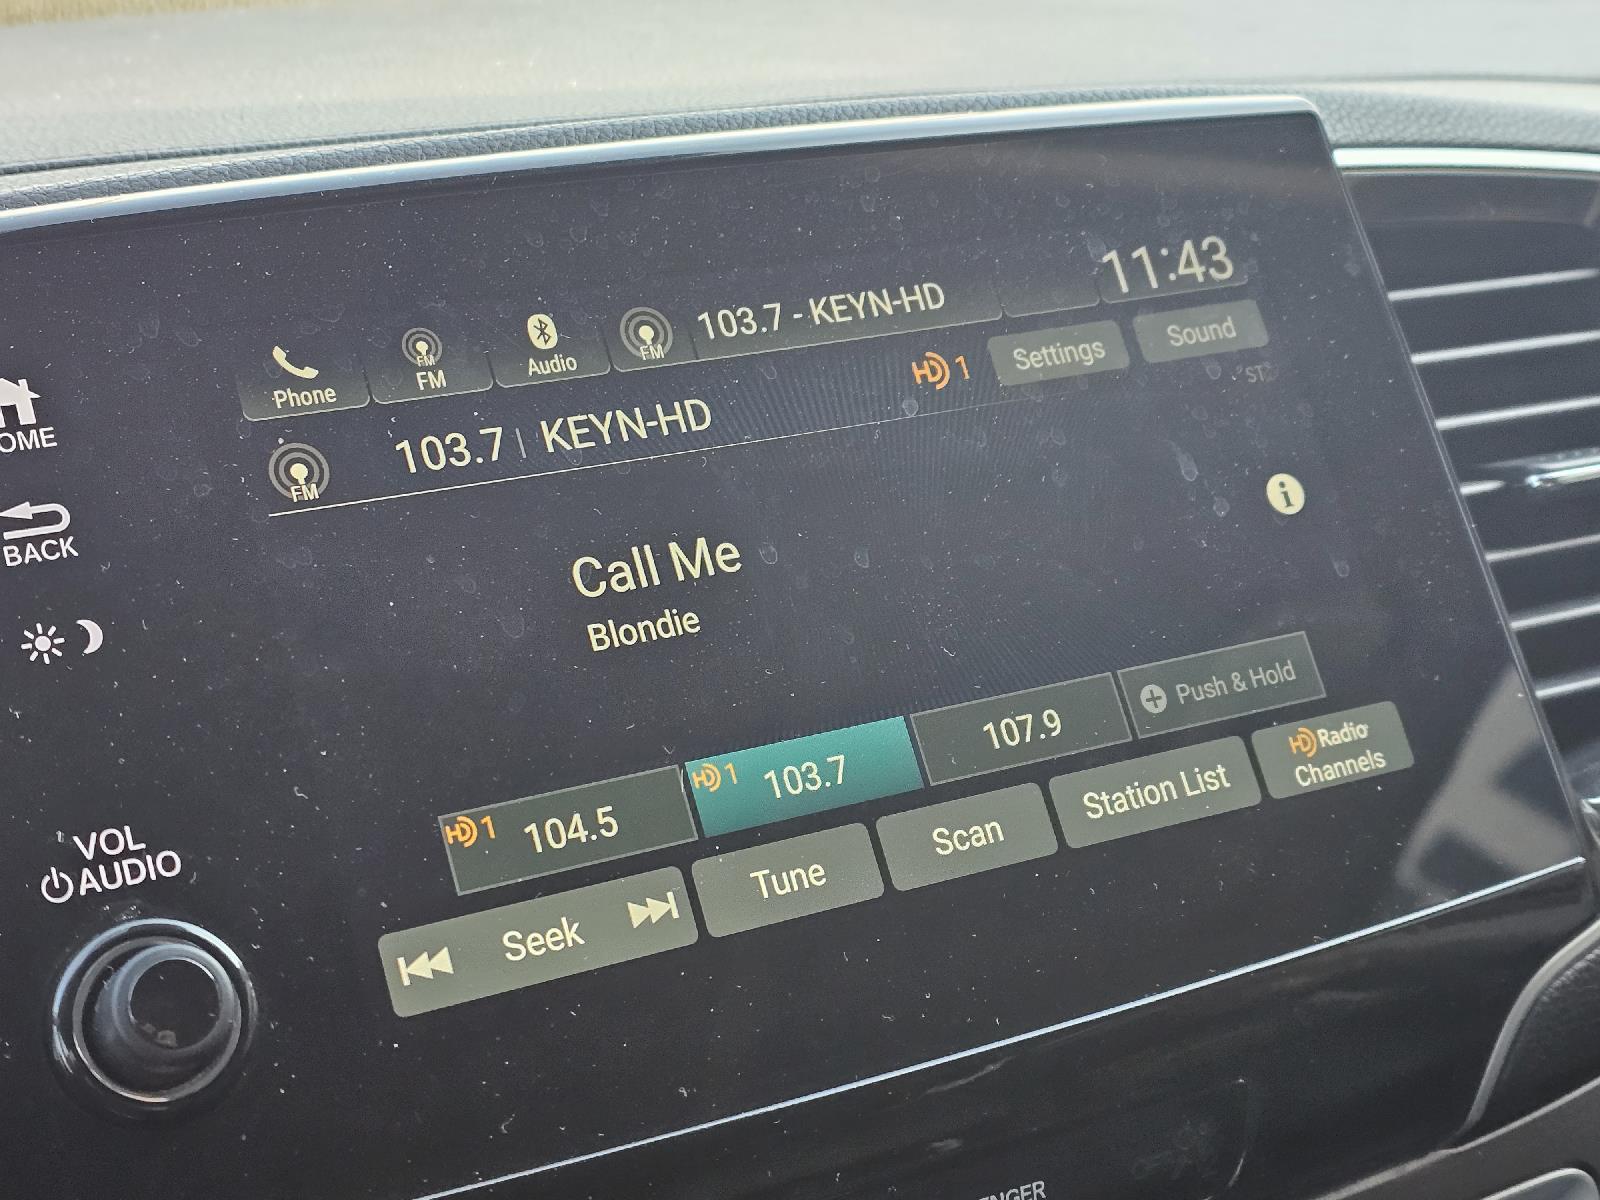 11:43
Phone
FM
FM
Audio
FM
103.7 - KEYN-HD
HD 1
Settings
Sound
FM
103.7 | KEYN-HD
ST
i
OME
BACK
Call Me
Blondie
HD 1 104.5
HD 1 103.7
107.9
+ Push & Hold
Seek
Tune
Scan
Station List
HD Radio
Channels
VOL
AUDIO
ENGER